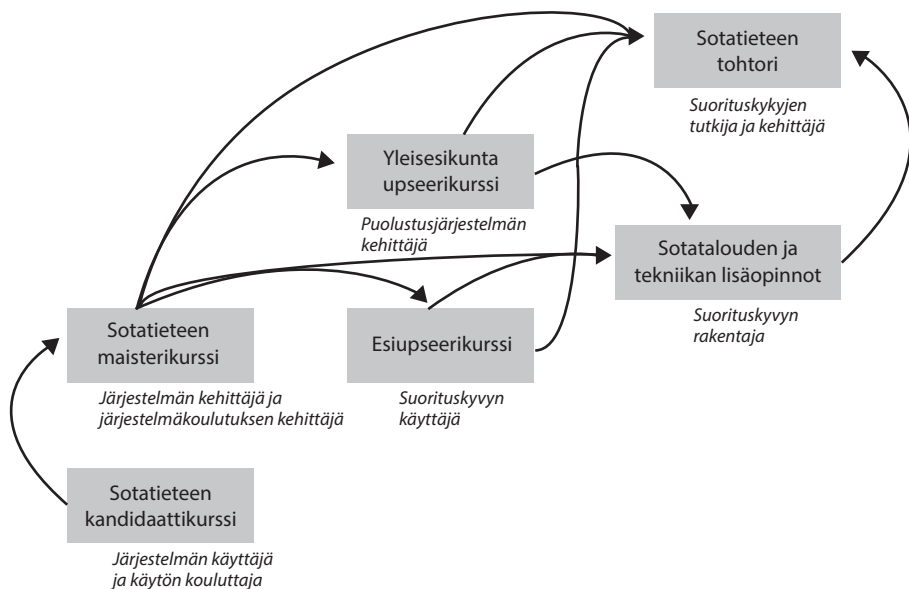 Sotatieteen
tohtori
Suorituskykyjen
tutkija ja kehittäjä
Yleisesikunta
upseerikurssi
Puolustusjärjestelmän
kehittäjä
Sotatalouden ja
tekniikan lisäopinnot
Suorituskyvyn
rakentaja
Sotatieteen
maisterikurssi
Järjestelmän kehittäjä ja
järjestelmäkoulutuksen kehittäjä
Esiupseerikurssi
Suorituskyvyn
käyttäjä
Sotatieteen
kandidaattikurssi
Järjestelmän käyttäjä
ja käytön kouluttaja